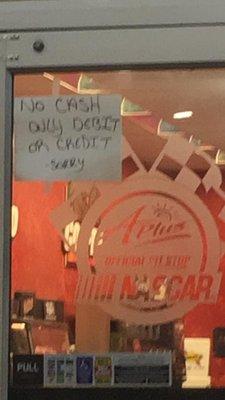 NO CASH
ONLY DEBIT
OR CREDIT
SORRY
APlus
OFFICIAL PIT STOP
NASCAR
PULL